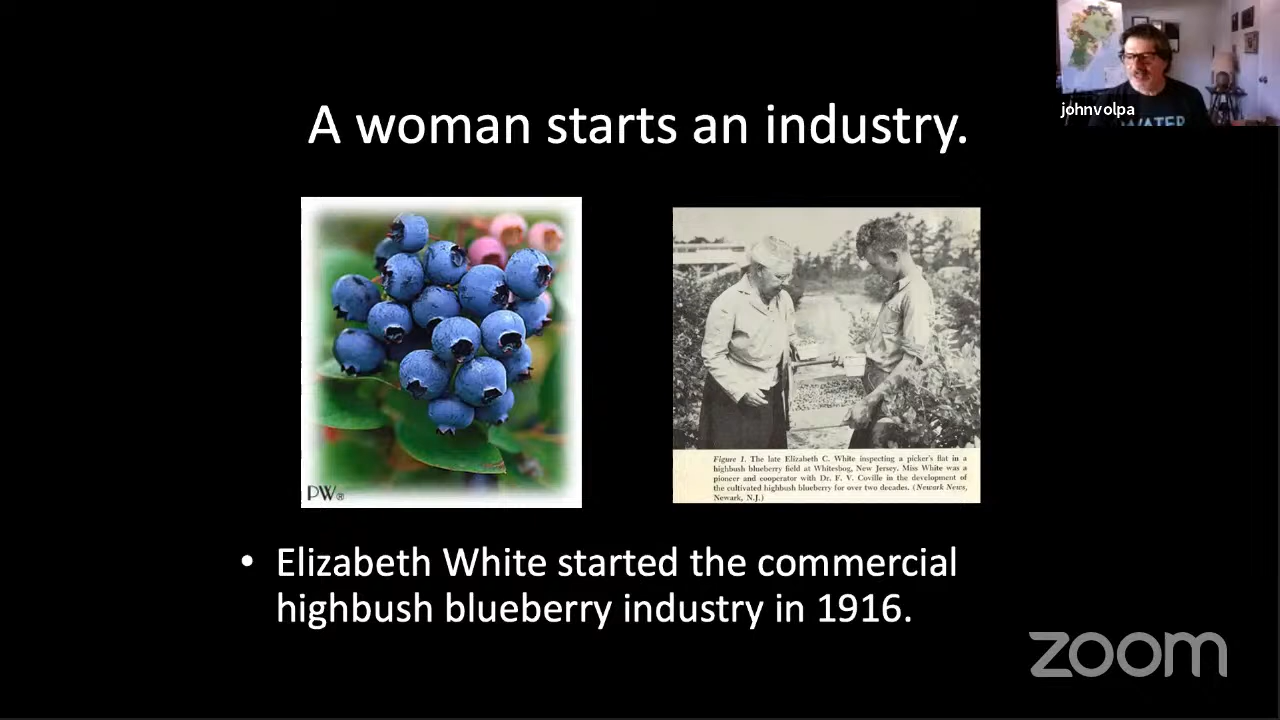 johnvolpa
WATER
A woman starts an industry.
PW®
Figure 1. The late Elizabeth C. White inspecting a picker's flat in a
highbush blueberry field at Whitesbog, New Jersey. Miss White was a
pioneer and cooperator with Dr. F. V. Coville in the development of
the cultivated highbush blueberry for over two decades. (Newark News,
Newark, N.J.)
• Elizabeth White started the commercial
highbush blueberry industry in 1916.
zoom